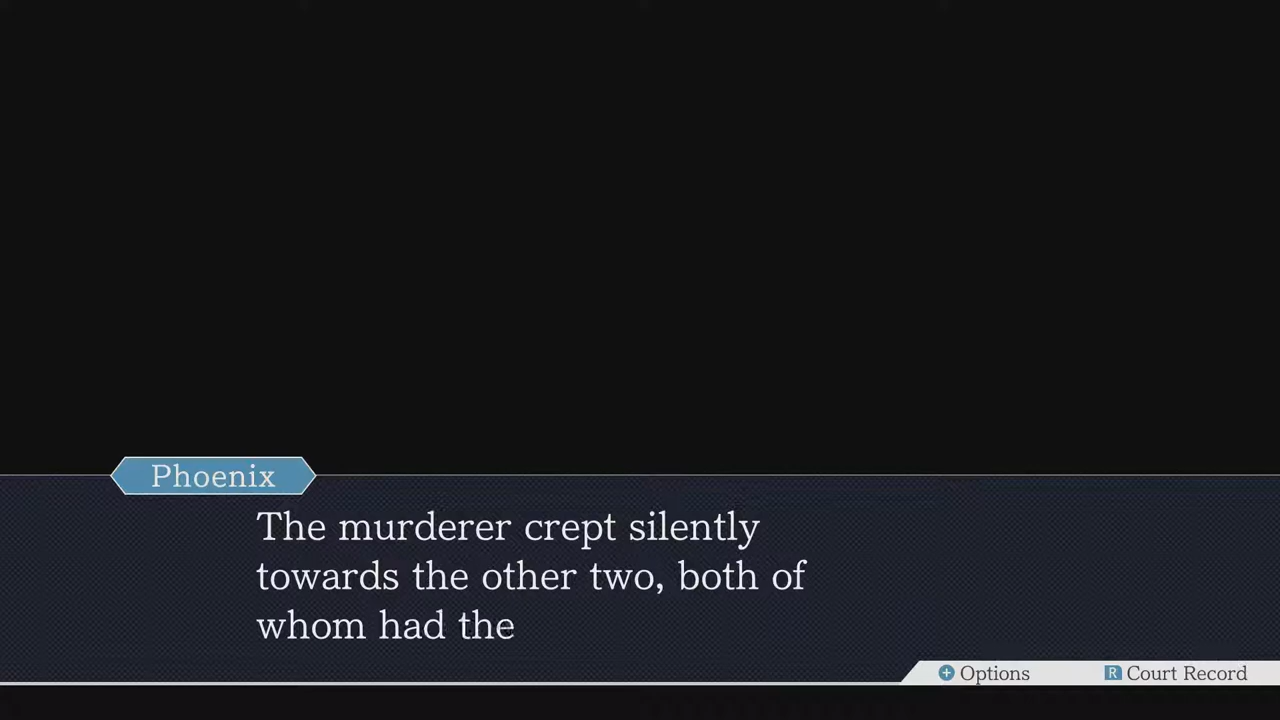 Phoenix
The murderer crept silently
towards the other two, both of
whom had the
Options
R Court Record